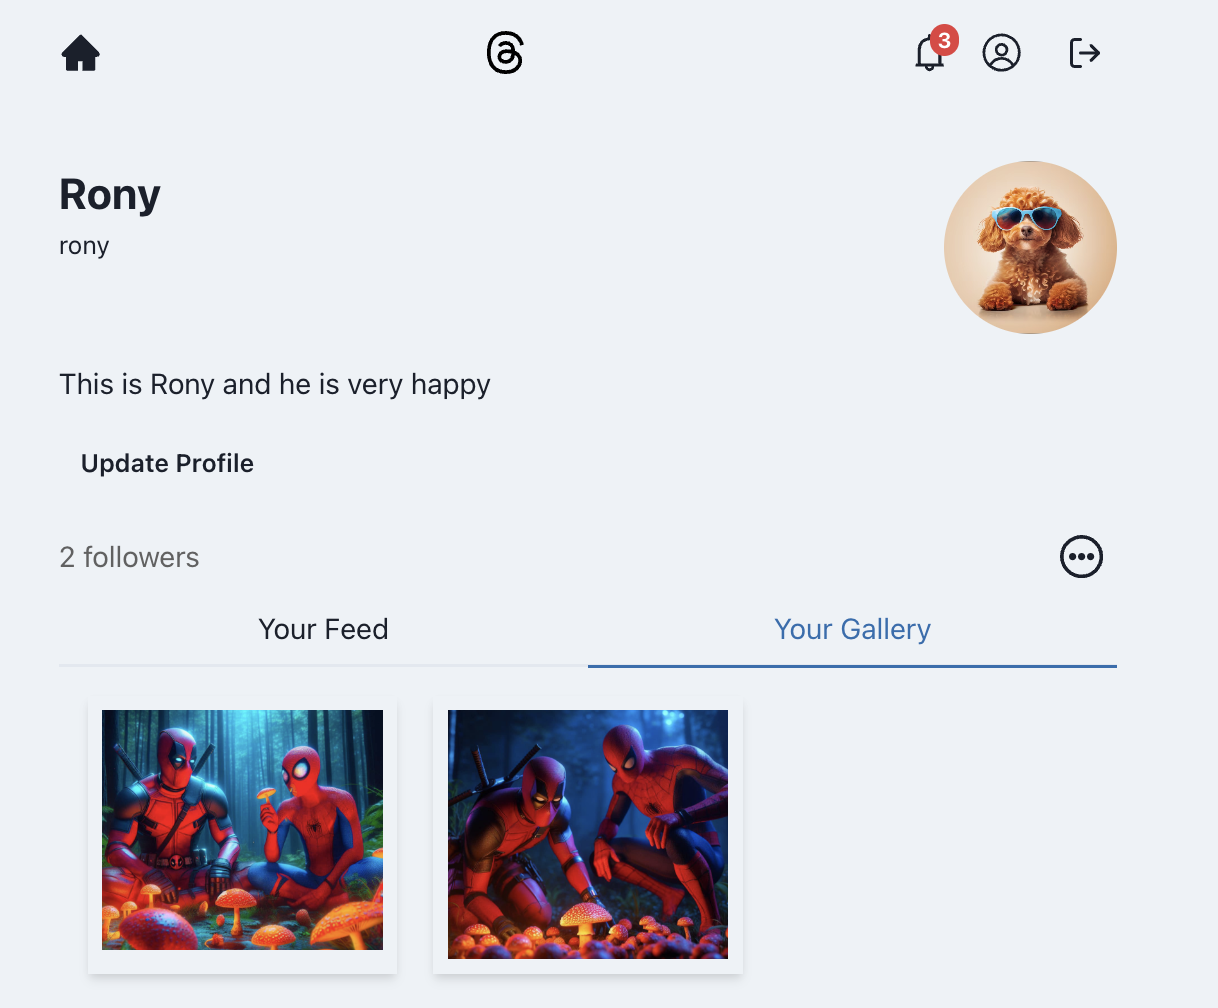 3
Rony
rony
This is Rony and he is very happy
Update Profile
2 followers
Your Feed
Your Gallery